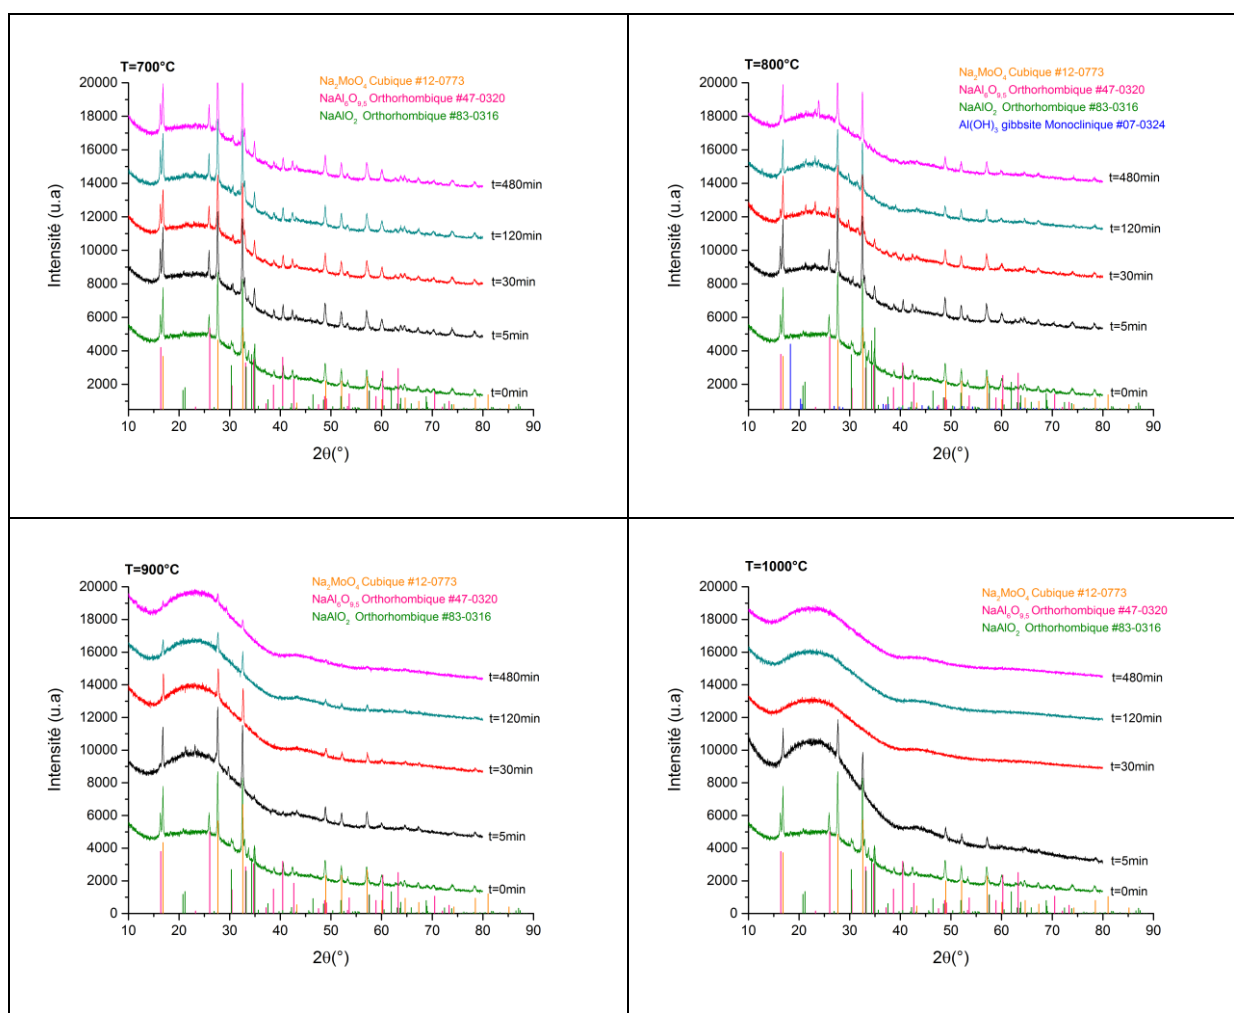 T=700°C
Na2MoO4 Cubique #12-0773
NaAl6O9,5 Orthorhombique #47-0320
NaAlO2 Orthorhombique #83-0316
20000
18000
16000
14000
12000
10000
8000
6000
4000
2000
Intensité (u.a)
t=480min
t=120min
t=30min
t=5min
t=0min
10 20 30 40 50 60 70 80 90
2θ(°)
T=800°C
Na2MoO4 Cubique #12-0773
NaAl6O9,5 Orthorhombique #47-0320
NaAlO2 Orthorhombique #83-0316
Al(OH)3 gibbsite Monoclinique #07-0324
20000
18000
16000
14000
12000
10000
8000
6000
4000
2000
Intensité (u.a)
t=480min
t=120min
t=30min
t=5min
t=0min
10 20 30 40 50 60 70 80 90
2θ(°)
T=900°C
Na2MoO4 Cubique #12-0773
NaAl6O9,5 Orthorhombique #47-0320
NaAlO2 Orthorhombique #83-0316
20000
18000
16000
14000
12000
10000
8000
6000
4000
2000
0
Intensité (u.a)
t=480min
t=120min
t=30min
t=5min
t=0min
10 20 30 40 50 60 70 80 90
2θ(°)
T=1000°C
Na2MoO4 Cubique #12-0773
NaAl6O9,5 Orthorhombique #47-0320
NaAlO2 Orthorhombique #83-0316
20000
18000
16000
14000
12000
10000
8000
6000
4000
2000
0
Intensité (u.a)
t=480min
t=120min
t=30min
t=5min
t=0min
10 20 30 40 50 60 70 80 90
2θ(°)